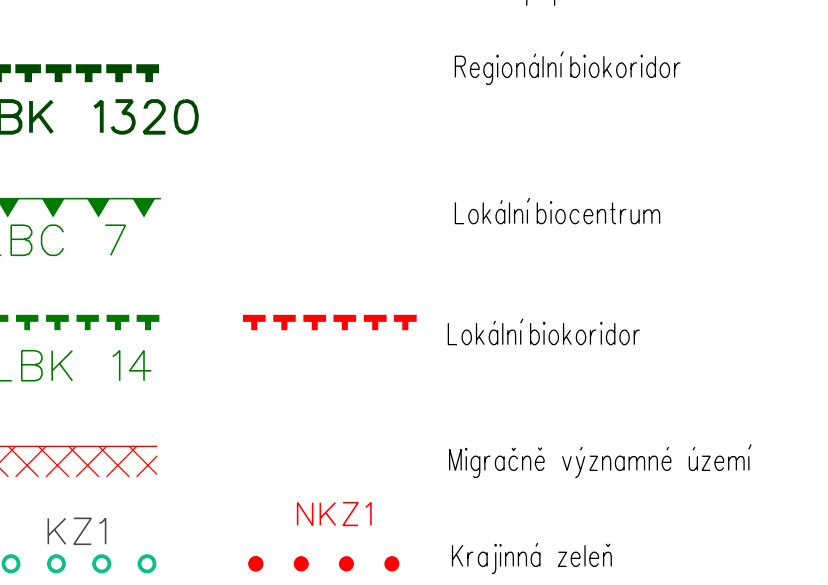 Regionální biokoridor
BK 1320
Lokální biocentrum
BC 7
Lokální biokoridor
LBK 14
Migračně významné území
NKZ1
KZ1
Krajinná zeleň